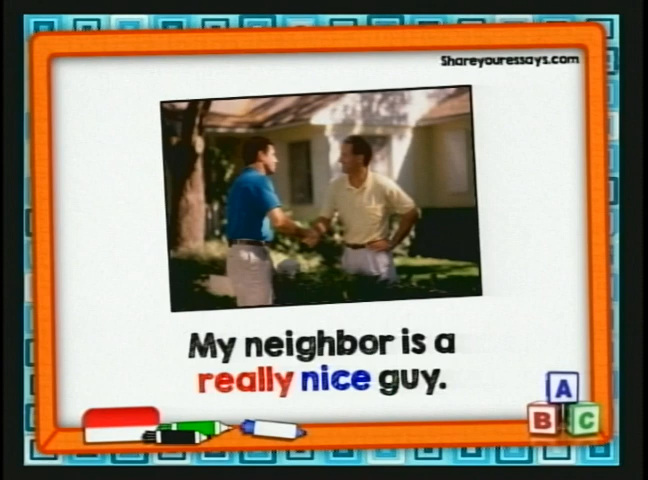 Shareyouressays.com
My neighbor is a
really nice guy.
A
B C